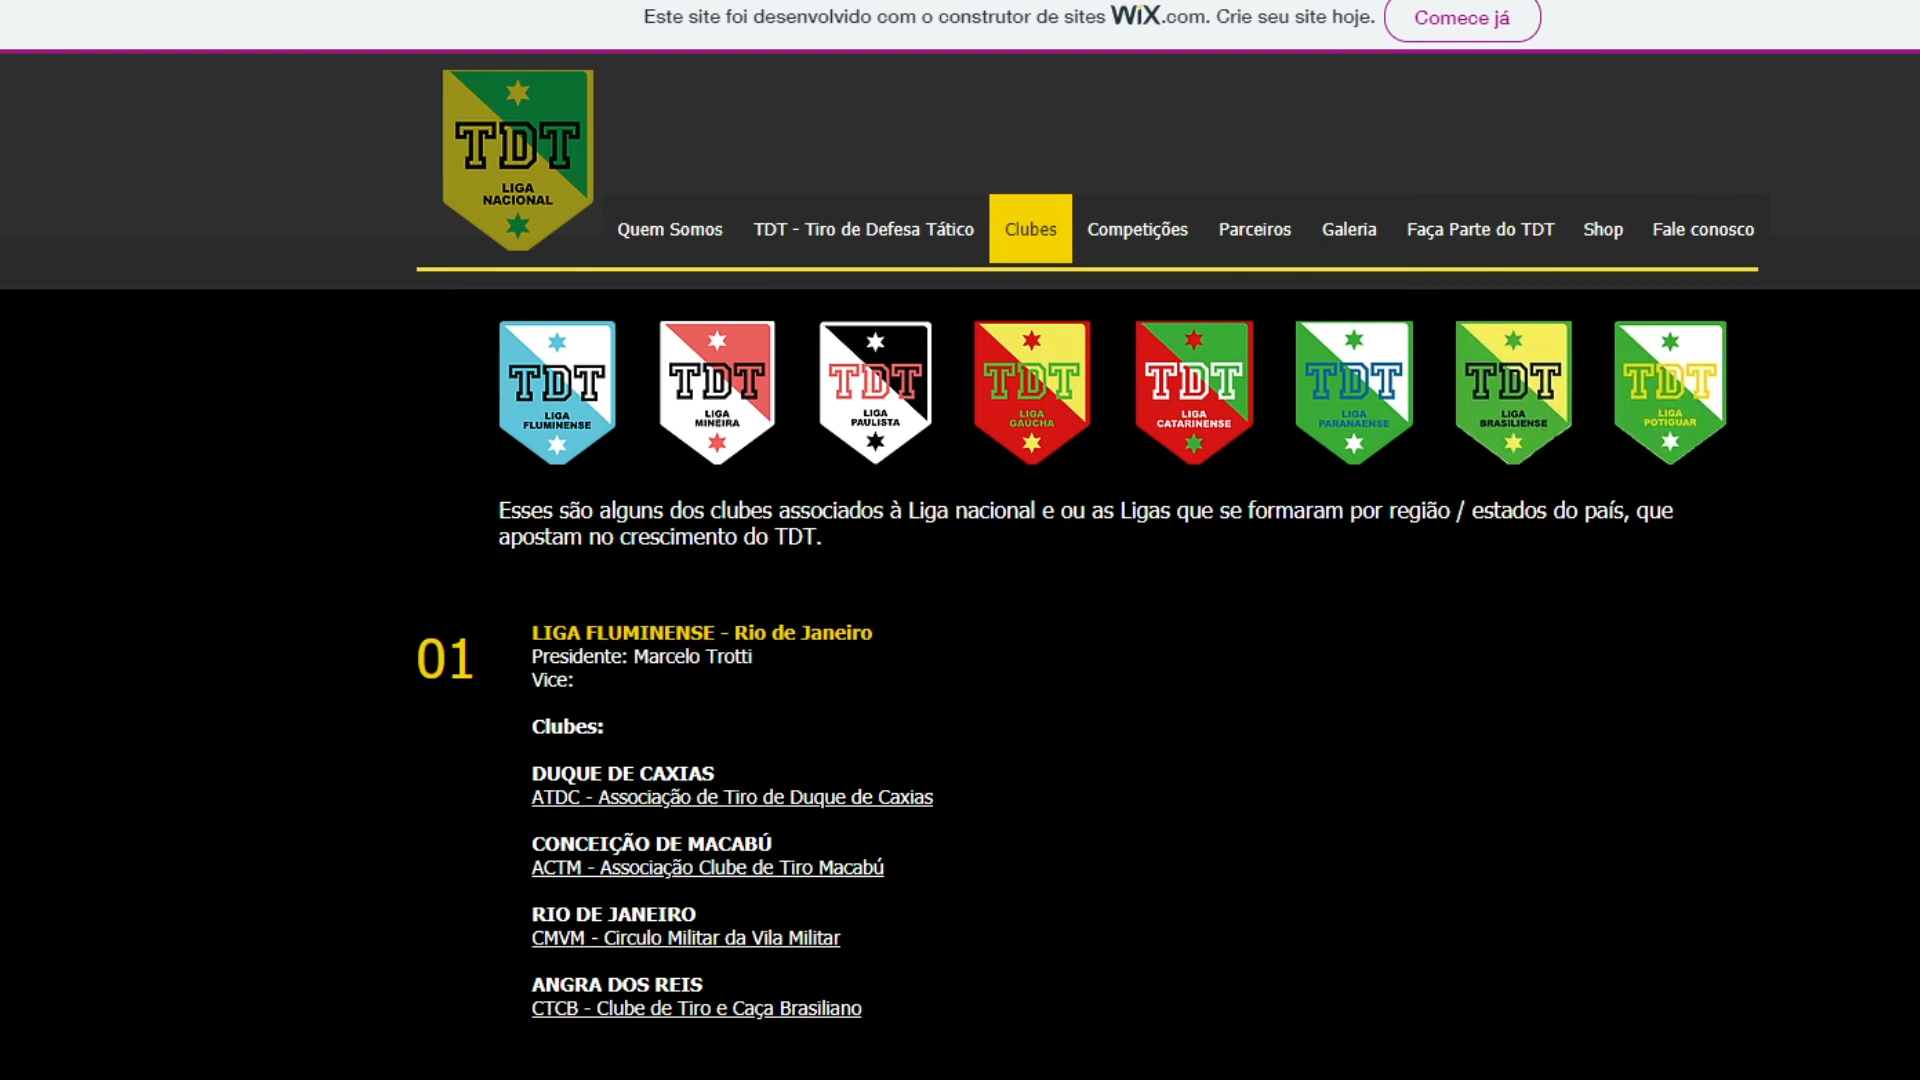 Este site foi desenvolvido com o construtor de sites WiX.com. Crie seu site hoje. Comece já
TDT
LIGA
NACIONAL
Quem Somos TDT - Tiro de Defesa Tático Clubes Competições Parceiros Galeria Faça Parte do TDT Shop Fale conosco
TDT TDT TDT TDT TDT TDT TDT TDT
LIGA LIGA LIGA LIGA LIGA LIGA LIGA LIGA
FLUMINENSE MINEIRA PAULISTA GAUCHA CATARINENSE PARANAENSE BRASILIENSE POTIGUAR
Esses são alguns dos clubes associados à Liga nacional e ou as Ligas que se formaram por região / estados do país, que
apostam no crescimento do TDT.
01
LIGA FLUMINENSE - Rio de Janeiro
Presidente: Marcelo Trotti
Vice:
Clubes:
DUQUE DE CAXIAS
ATDC - Associação de Tiro de Duque de Caxias
CONCEIÇÃO DE MACABÚ
ACTM - Associação Clube de Tiro Macabú
RIO DE JANEIRO
CMVM - Circulo Militar da Vila Militar
ANGRA DOS REIS
CTCB - Clube de Tiro e Caça Brasiliano